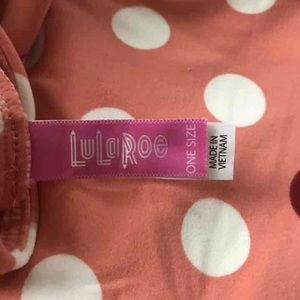 LuLaRoe
ONE SIZE
MADE IN
VIETNAM